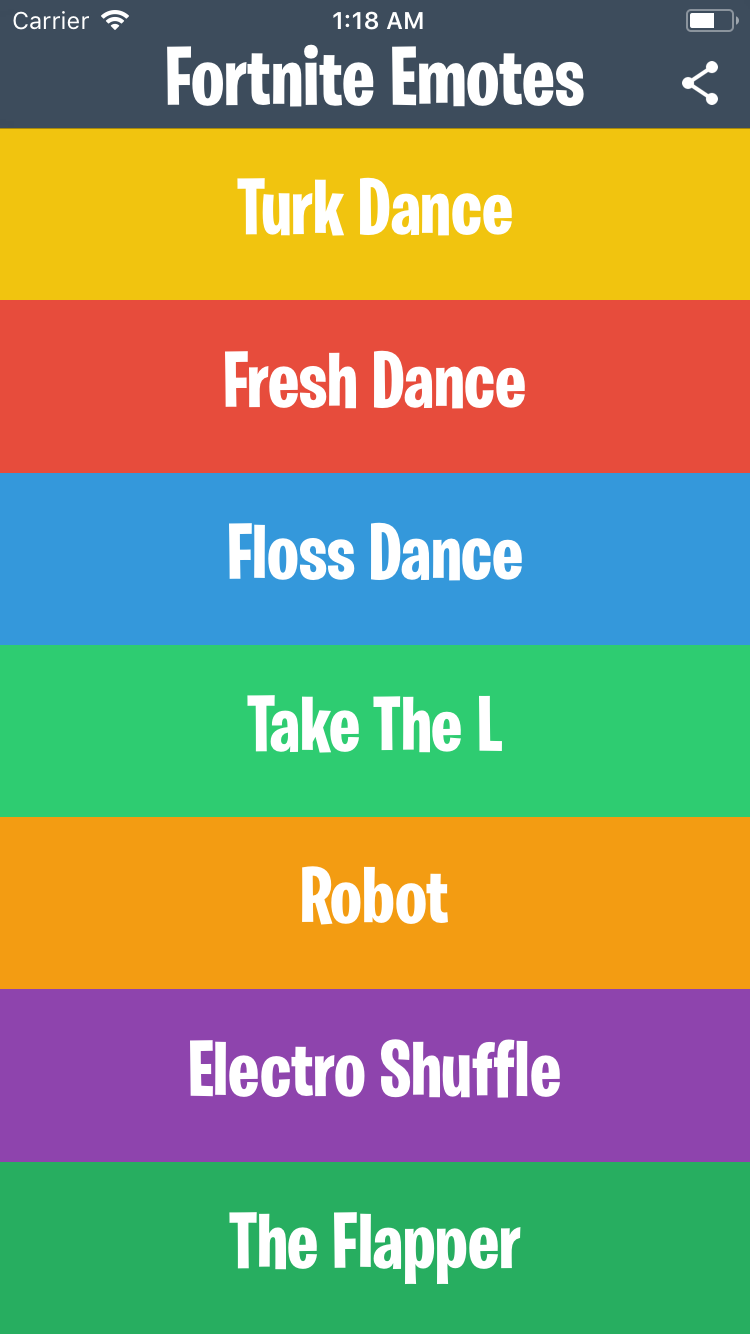 Carrier 1:18 AM
Fortnite Emotes
Turk Dance
Fresh Dance
Floss Dance
Take The L
Robot
Electro Shuffle
The Flapper